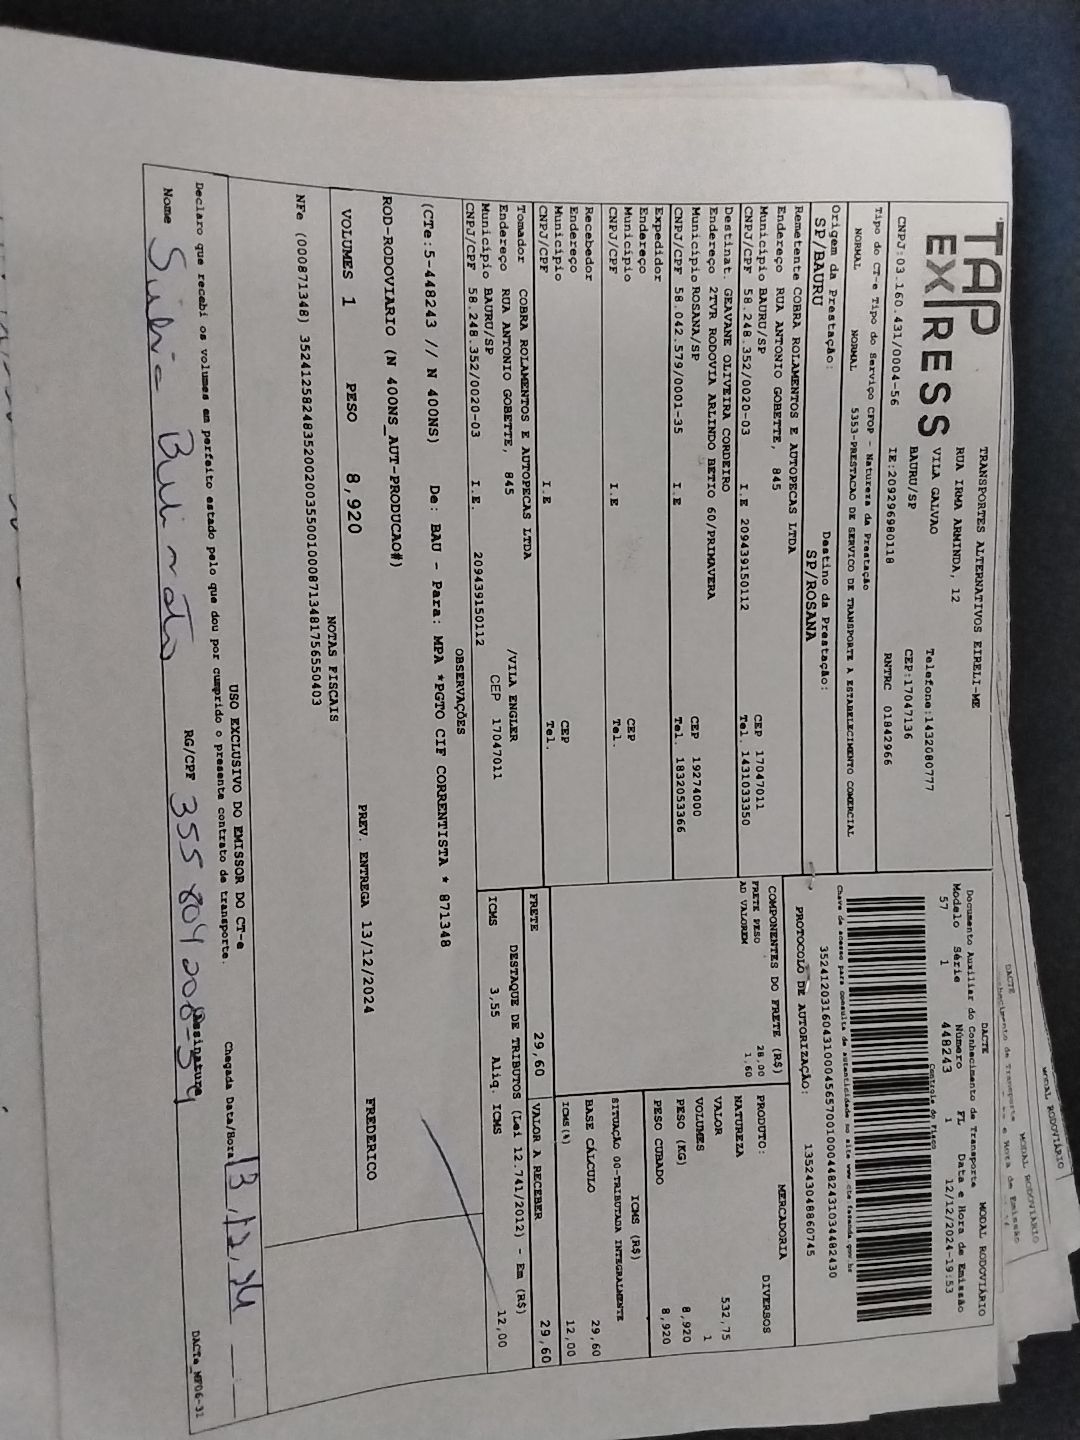 TAP
EXPRESS
TRANSPORTES ALTERNATIVOS EIRELI-ME
RUA IRMA ARMINDA, 12
VILA GALVAO Telefone:1432080777
BAURU/SP CEP:17047136
CNPJ:03.160.431/0004-56 IE:209296980118 RNTRC 01842966
Tipo do CT-e Tipo do Serviço CFOP - Natureza da Prestação
NORMAL NORMAL 5353-PRESTACAO DE SERVICO DE TRANSPORTE A ESTABELECIMENTO COMERCIAL
Origem da Prestação: Destino da Prestação:
SP/BAURU SP/ROSANA
DACTE MODAL RODOVIÁRIO
Documento Auxiliar do Conhecimento de Transporte
Modelo Série Número FL Data e Hora de Emissão
57 1 448243 1 12/12/2024-19:53
Controle do Fisco
Chave de acesso para consulta de autenticidade no site www.cte.fazenda.gov.br
35241203160431000456570010004482431034482430
PROTOCOLO DE AUTORIZAÇÃO: 135243048860745
Remetente COBRA ROLAMENTOS E AUTOPECAS LTDA
Endereço RUA ANTONIO GOBETTE, 845
Município BAURU/SP CEP 17047011
CNPJ/CPF 58.248.352/0020-03 I.E 209439150112 Tel. 1431033350
Destinat. GEAVANE OLIVEIRA CORDEIRO
Endereço 2TVR RODOVIA ARLINDO BETIO 60/PRIMAVERA
Município ROSANA/SP CEP 19274000
CNPJ/CPF 58.042.579/0001-35 I.E Tel. 1832053366
Expedidor
Endereço
Município CEP
CNPJ/CPF I.E Tel.
Recebedor
Endereço
Município CEP
CNPJ/CPF I.E Tel.
Tomador COBRA ROLAMENTOS E AUTOPECAS LTDA
Endereço RUA ANTONIO GOBETTE, 845 /VILA ENGLER
Município BAURU/SP CEP 17047011
CNPJ/CPF 58.248.352/0020-03 I.E. 209439150112
COMPONENTES DO FRETE (R$)
FRETE PESO 28,00
AD VALOREM 1,60
FRETE 29,60
MERCADORIA
PRODUTO: DIVERSOS
NATUREZA
VALOR 532,75
VOLUMES 1
PESO (KG) 8,920
PESO CUBADO 8,920
ICMS (R$)
SITUAÇÃO 00-TRIBUTADA INTEGRALMENTE
BASE CÁLCULO 29,60
ICMS(%) 12,00
VALOR A RECEBER 29,60
DESTAQUE DE TRIBUTOS (Lei 12.741/2012) - Em (R$)
ICMS 3,55 Aliq. ICMS 12,00
OBSERVAÇÕES
(CTe:5-448243 // N 400NS) De: BAU - Para: MPA *PGTO CIF CORRENTISTA * 871348
ROD-RODOVIARIO (N 400NS_AUT-PRODUCAO#)
VOLUMES 1 PESO 8,920 PREV. ENTREGA 13/12/2024 FREDERICO
NOTAS FISCAIS
NFe (000871348) 35241258248352002003550010008713481756550403
USO EXCLUSIVO DO EMISSOR DO CT-e
Declaro que recebi os volumes em perfeito estado pelo que dou por cumprido o presente contrato de transporte.
Chegada Data/Hora 13,12,24
Nome RG/CPF 355 804 208-59 Assinatura
DACTe_MF06-31
MODAL RODOVIÁRIO
DACTE MODAL RODOVIÁRIO